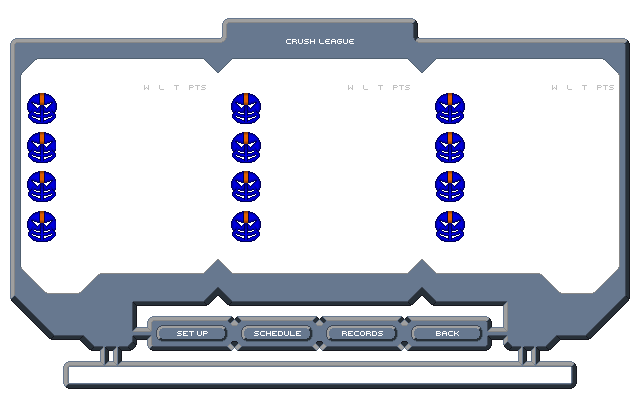 CRUSH LEAGUE
W L T PTS W L T PTS W L T PTS
SET UP SCHEDULE RECORDS BACK